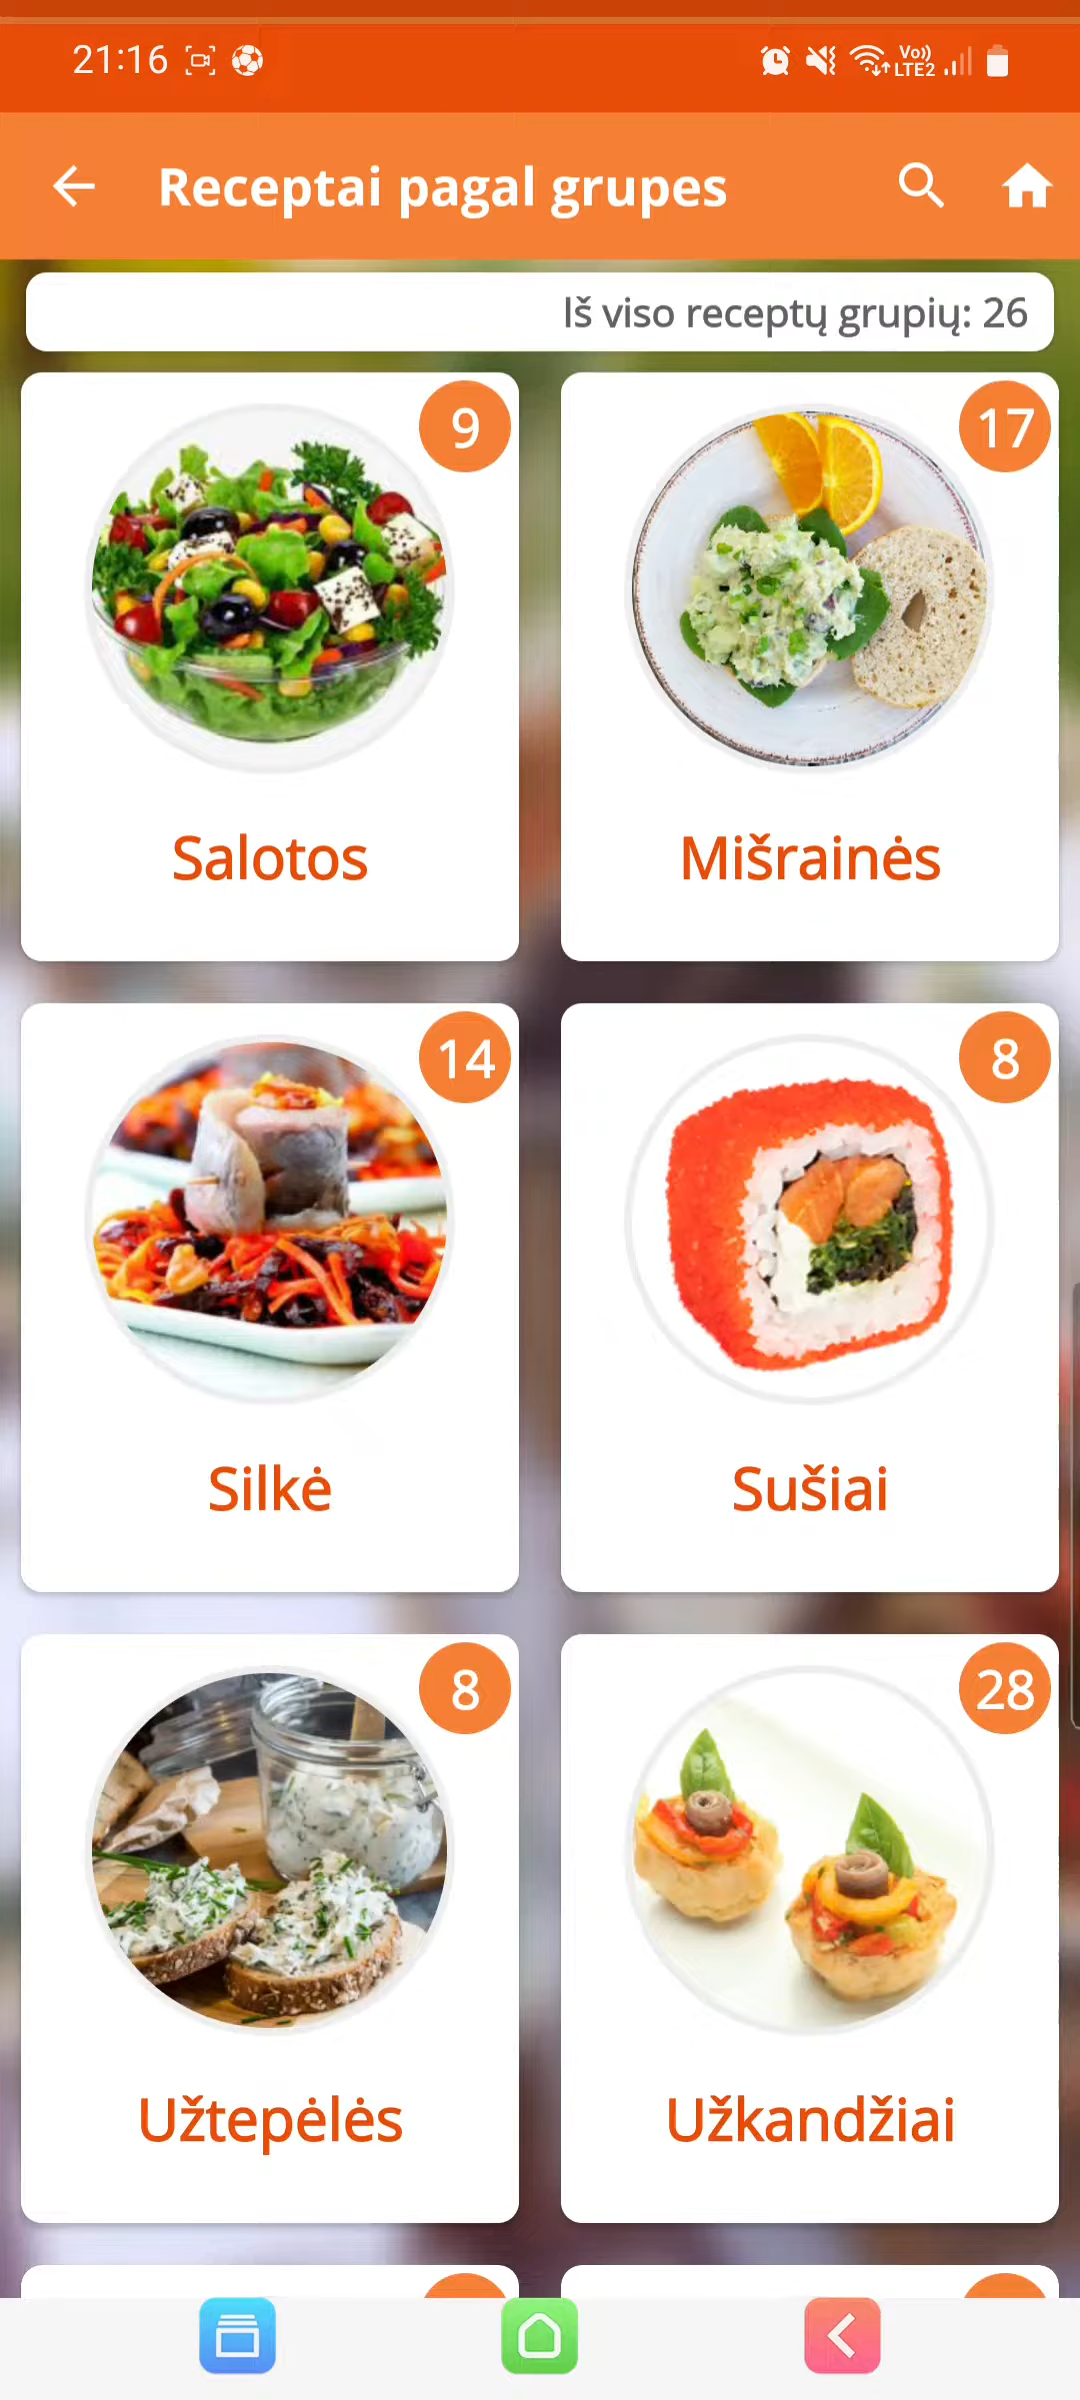 21:16
Vo)) LTE2
Receptai pagal grupes
Iš viso receptų grupių: 26
9
17
Salotos
Mišrainės
14
8
Silkė
Sušiai
8
28
Užtepėlės
Užkandžiai